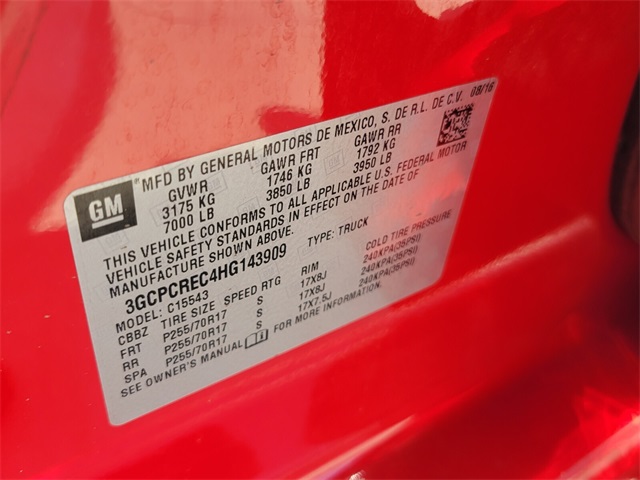 GM
MFD BY GENERAL MOTORS DE MEXICO, S. DE R.L. DE C.V. 08/16
GVWR GAWR FRT GAWR RR
3175 KG 1746 KG 1792 KG
7000 LB 3850 LB 3950 LB
THIS VEHICLE CONFORMS TO ALL APPLICABLE U.S. FEDERAL MOTOR
VEHICLE SAFETY STANDARDS IN EFFECT ON THE DATE OF
MANUFACTURE SHOWN ABOVE.
3GCPCREC4HG143909 TYPE: TRUCK
MODEL: C15543
CBBZ TIRE SIZE SPEED RTG RIM COLD TIRE PRESSURE
FRT P255/70R17 S 17X8J 240KPA(35PSI)
RR P255/70R17 S 17X8J 240KPA(35PSI)
SPA P255/70R17 S 17X7.5J 240KPA(35PSI)
SEE OWNER'S MANUAL FOR MORE INFORMATION.